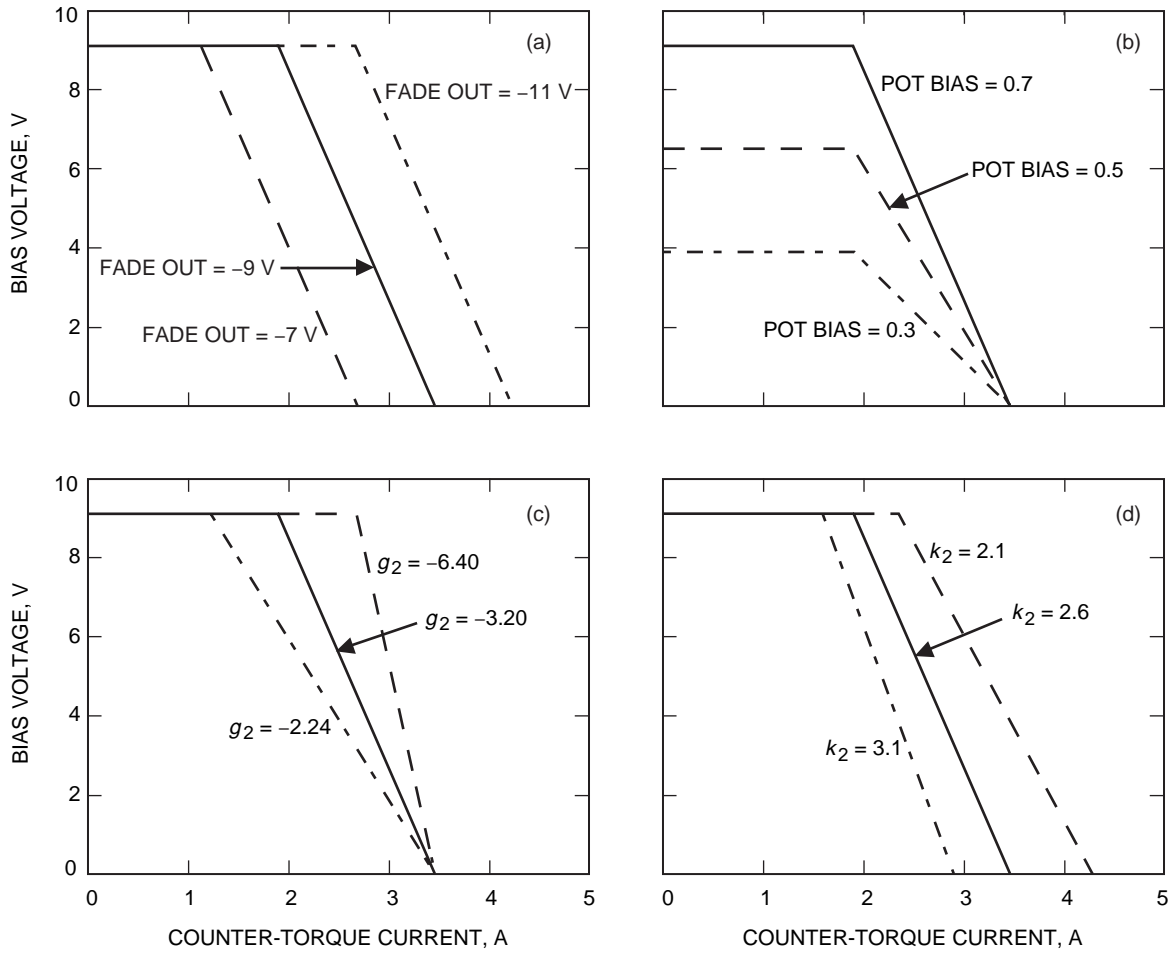 10
8
6
4
2
0
BIAS VOLTAGE, V
(a)
FADE OUT = −11 V
FADE OUT = −9 V
FADE OUT = −7 V
(b)
POT BIAS = 0.7
POT BIAS = 0.5
POT BIAS = 0.3
10
8
6
4
2
0
BIAS VOLTAGE, V
(c)
g2 = −6.40
g2 = −3.20
g2 = −2.24
0 1 2 3 4 5
COUNTER-TORQUE CURRENT, A
(d)
k2 = 2.1
k2 = 2.6
k2 = 3.1
0 1 2 3 4 5
COUNTER-TORQUE CURRENT, A